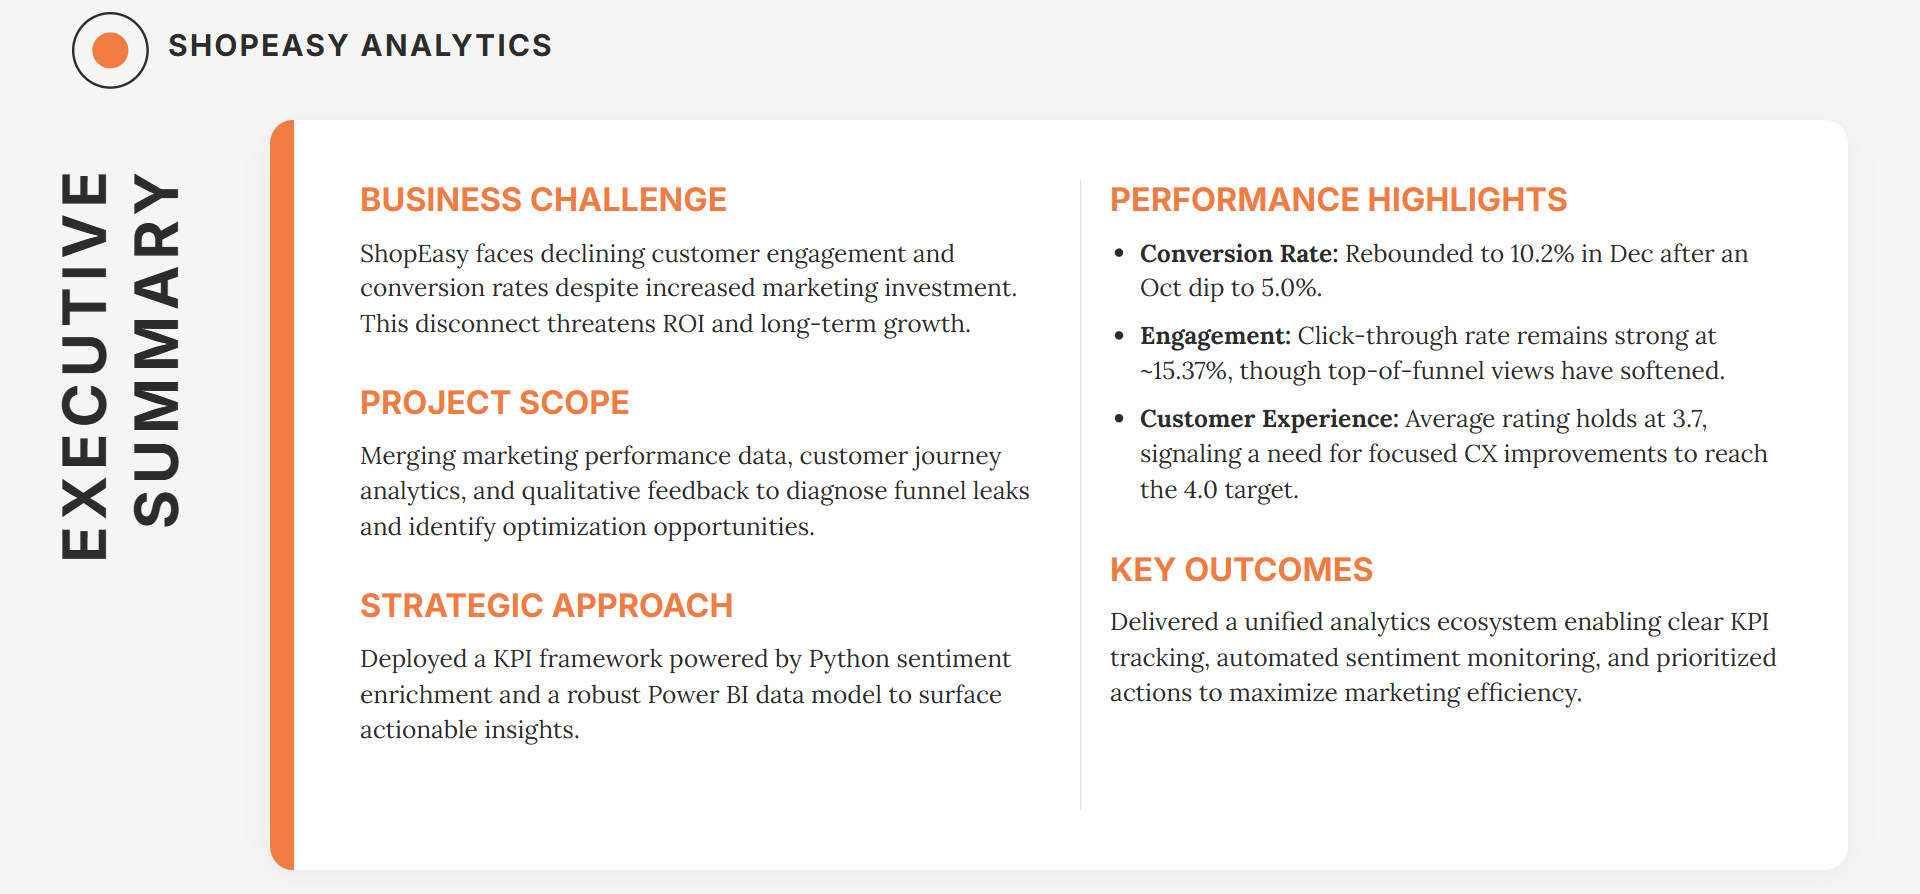 SHOPEASY ANALYTICS
EXECUTIVE
SUMMARY
BUSINESS CHALLENGE
ShopEasy faces declining customer engagement and
conversion rates despite increased marketing investment.
This disconnect threatens ROI and long-term growth.
PROJECT SCOPE
Merging marketing performance data, customer journey
analytics, and qualitative feedback to diagnose funnel leaks
and identify optimization opportunities.
STRATEGIC APPROACH
Deployed a KPI framework powered by Python sentiment
enrichment and a robust Power BI data model to surface
actionable insights.
PERFORMANCE HIGHLIGHTS
• Conversion Rate: Rebounded to 10.2% in Dec after an
Oct dip to 5.0%.
• Engagement: Click-through rate remains strong at
~15.37%, though top-of-funnel views have softened.
• Customer Experience: Average rating holds at 3.7,
signaling a need for focused CX improvements to reach
the 4.0 target.
KEY OUTCOMES
Delivered a unified analytics ecosystem enabling clear KPI
tracking, automated sentiment monitoring, and prioritized
actions to maximize marketing efficiency.